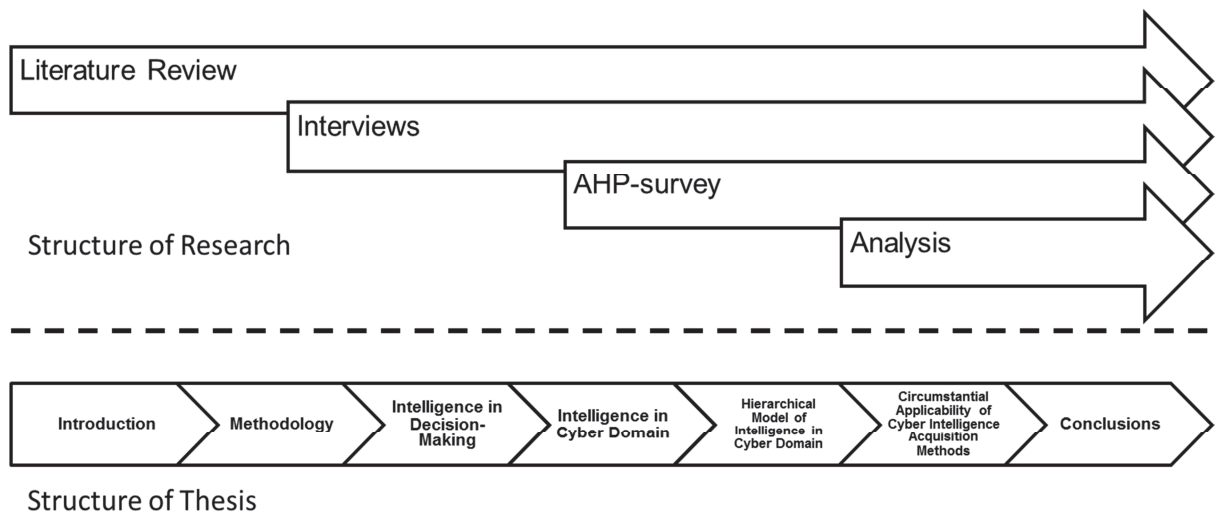 Literature Review
Interviews
AHP-survey
Analysis
Structure of Research
Introduction
Methodology
Intelligence in
Decision-
Making
Intelligence in
Cyber Domain
Hierarchical
Model of
Intelligence in
Cyber Domain
Circumstantial
Applicability of
Cyber Intelligence
Acquisition
Methods
Conclusions
Structure of Thesis